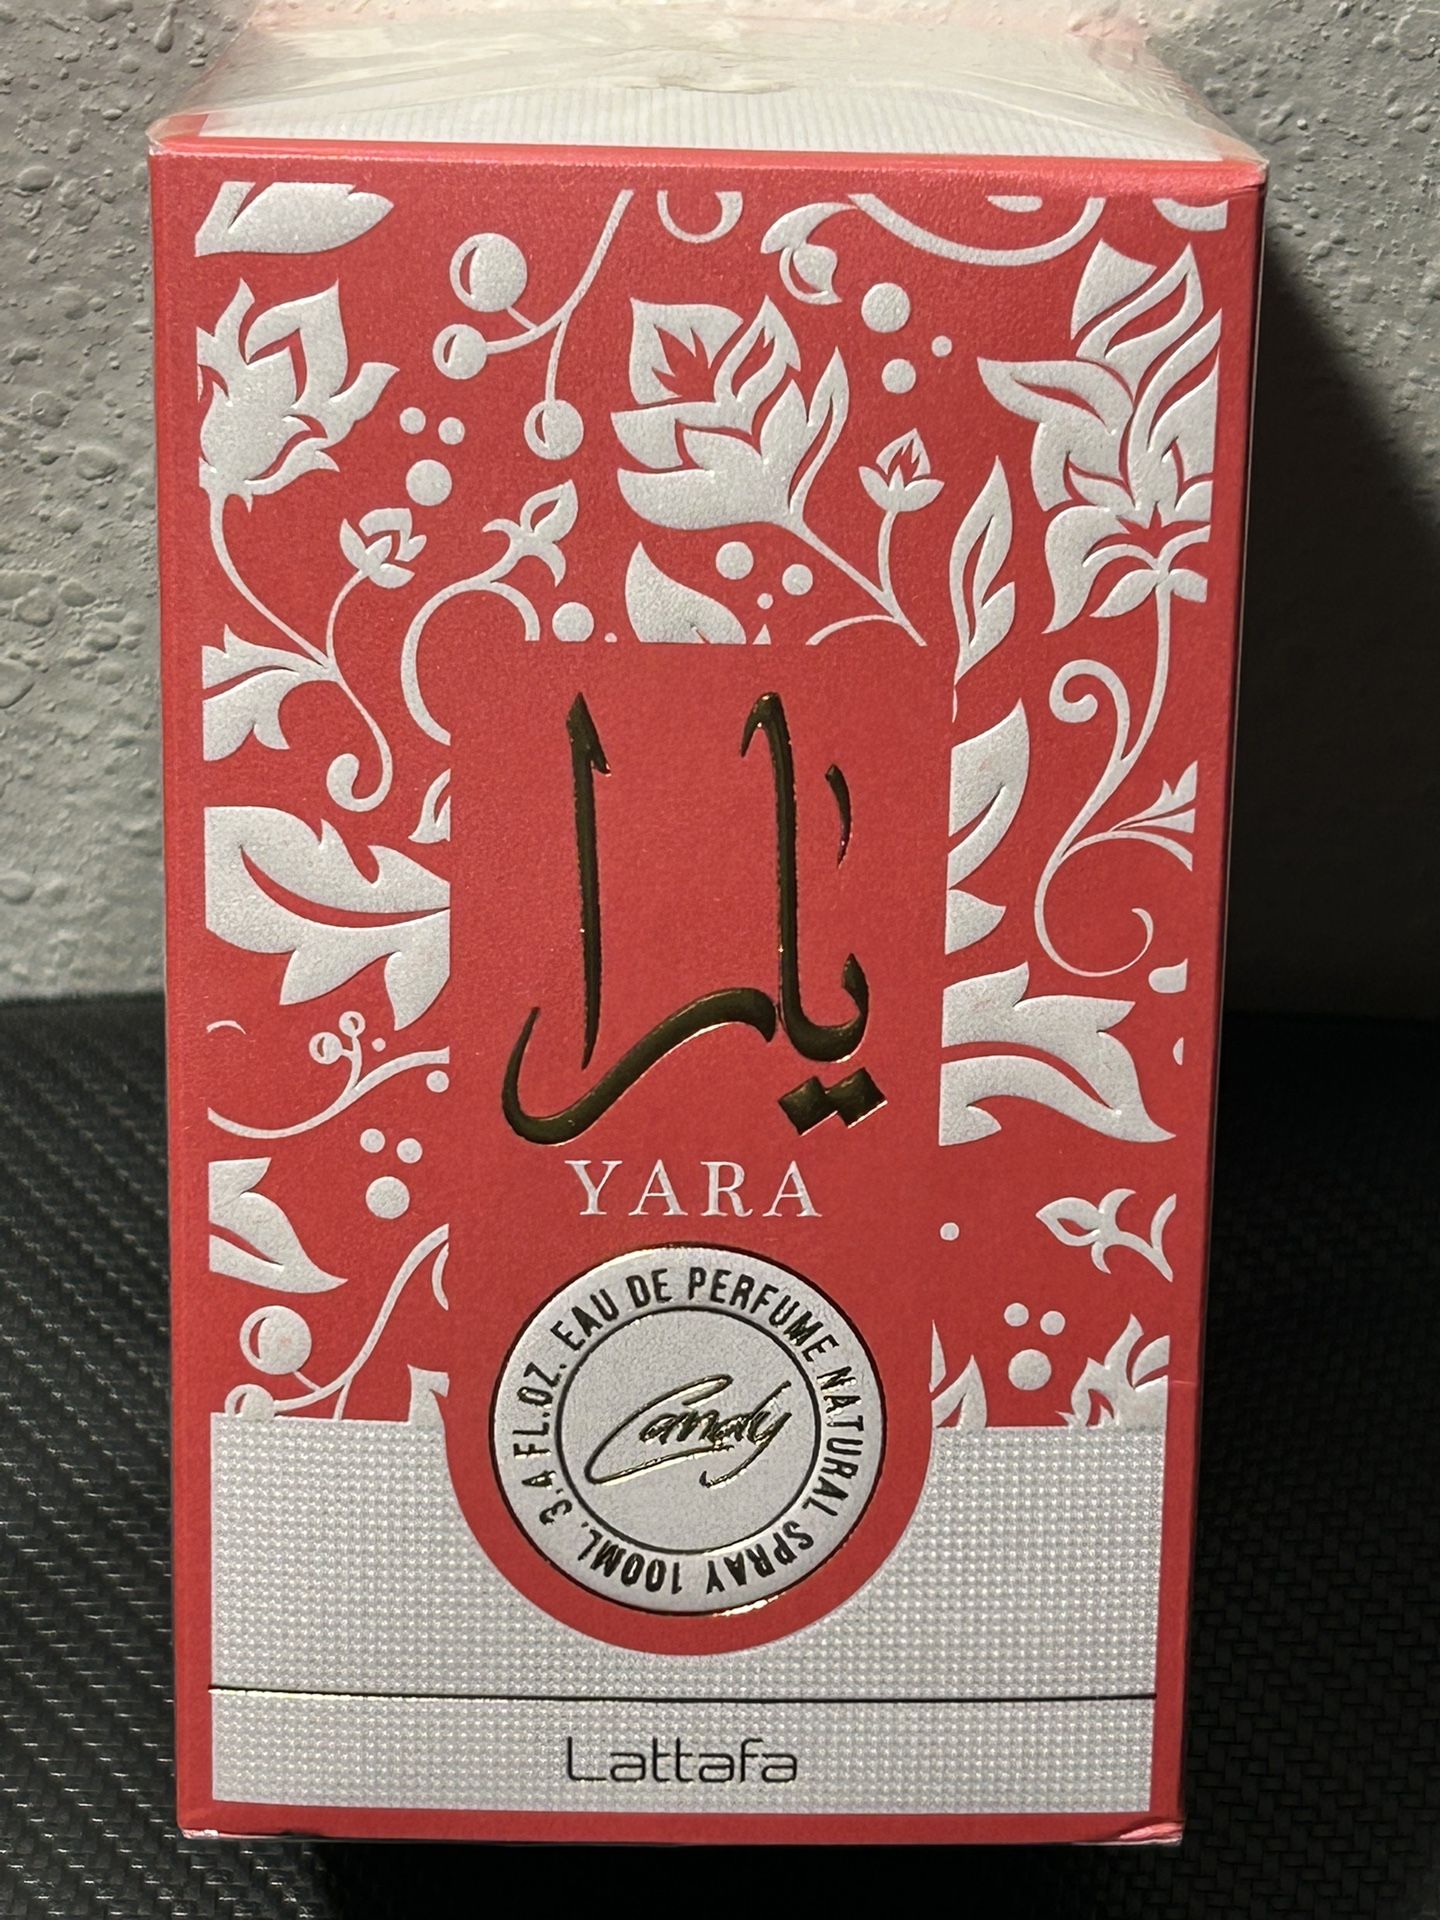 يارا
YARA
EAU DE PERFUME NATURAL SPRAY 100ML. 3.4 FL.OZ.
Candy
Lattafa